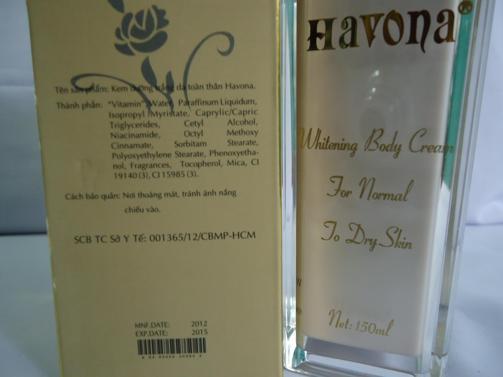 Tên sản phẩm: Kem dưỡng trắng da toàn thân Havona.
Thành phần: "Vitamin", Water, Paraffinum Liquidun,
Isopropyl Myristate, Caprylic/Capric
Triglycerides, Cetyl Alcohol,
Niacinamide, Octyl Methoxy
Cinnamate, Sorbitam Stearate,
Polyoxyethylene Stearate, Phenoxyetha-
nol, Fragrances, Tocopherol, Mica, CI
19140 (3), CI 15985 (3).
Cách bảo quản: Nơi thoáng mát, tránh ánh nắng
chiếu vào.
SCB TC Sở Y Tế: 001365/12/CBMP-HCM
MNF.DATE: 2012
EXP.DATE: 2015
Havona®
Whitening Body Cream
For Normal
To Dry Skin
Net: 150ml